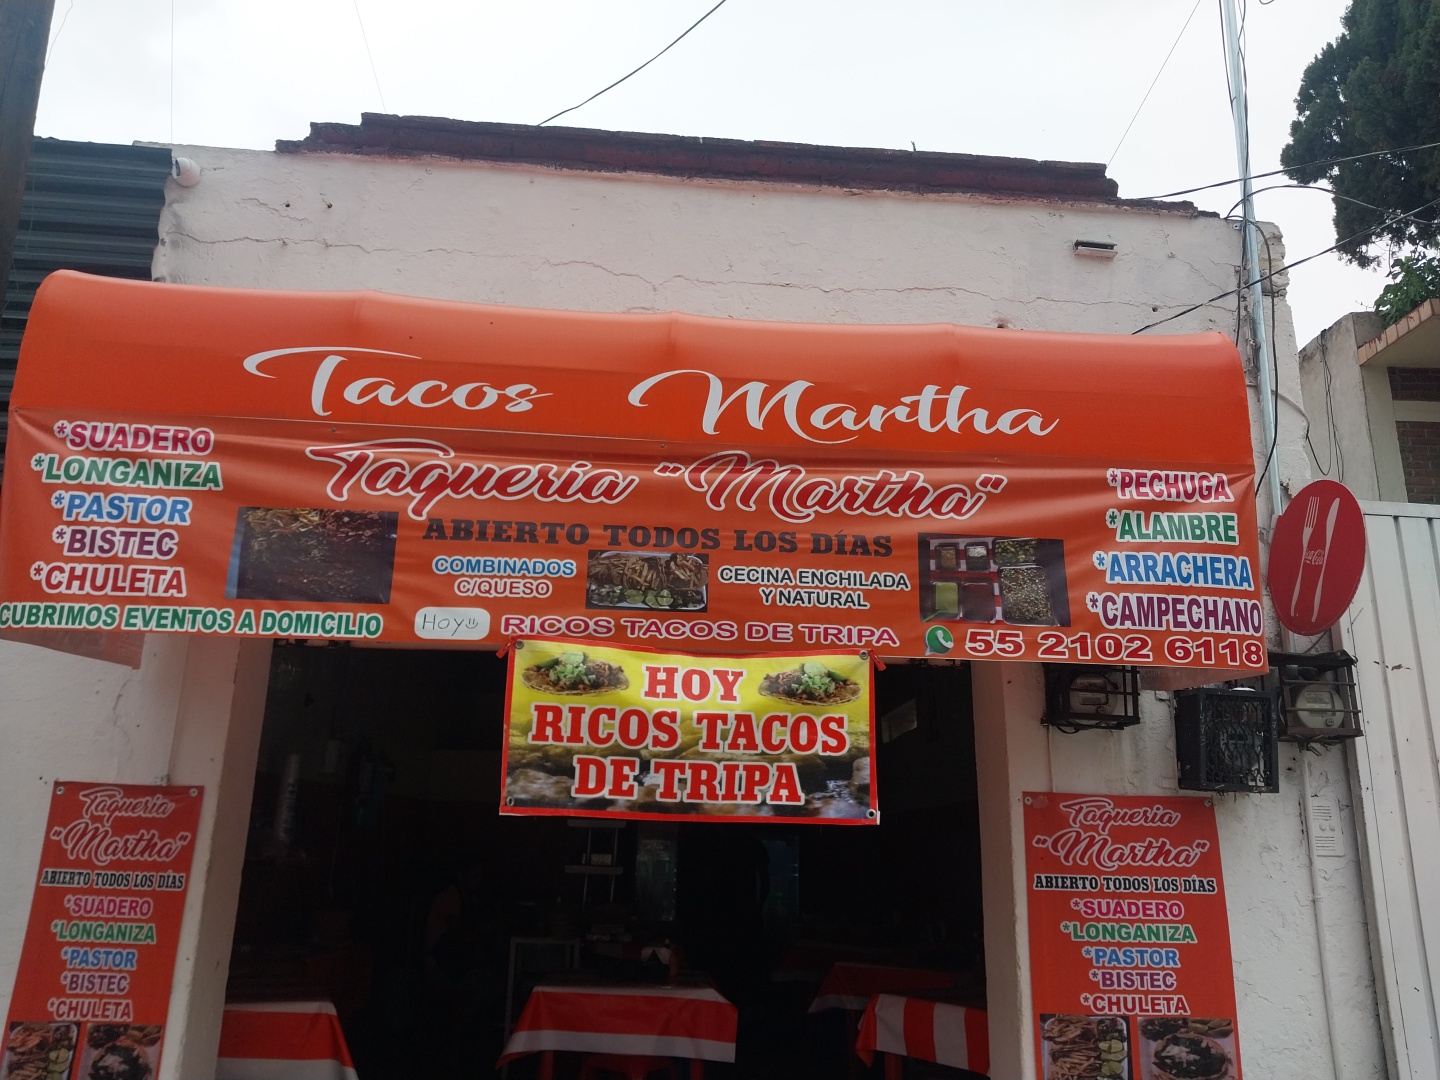 Tacos Martha
Taqueria "Martha"
ABIERTO TODOS LOS DÍAS
*SUADERO
*LONGANIZA
*PASTOR
*BISTEC
*CHULETA
CUBRIMOS EVENTOS A DOMICILIO
COMBINADOS
C/QUESO
CECINA ENCHILADA
Y NATURAL
HOY
RICOS TACOS DE TRIPA
*PECHUGA
*ALAMBRE
*ARRACHERA
*CAMPECHANO
55 2102 6118
HOY
RICOS TACOS
DE TRIPA
Taqueria
"Martha"
ABIERTO TODOS LOS DÍAS
*SUADERO
*LONGANIZA
*PASTOR
*BISTEC
*CHULETA
Taqueria
"Martha"
ABIERTO TODOS LOS DÍAS
*SUADERO
*LONGANIZA
*PASTOR
*BISTEC
*CHULETA